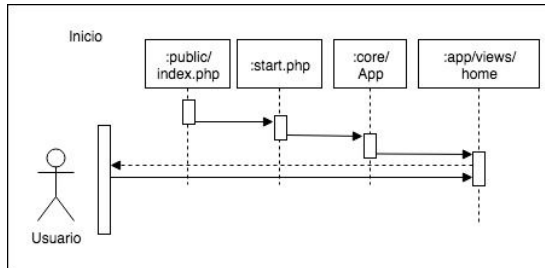 Inicio
:public/
index.php
:start.php
:core/
App
:app/views/
home
Usuario